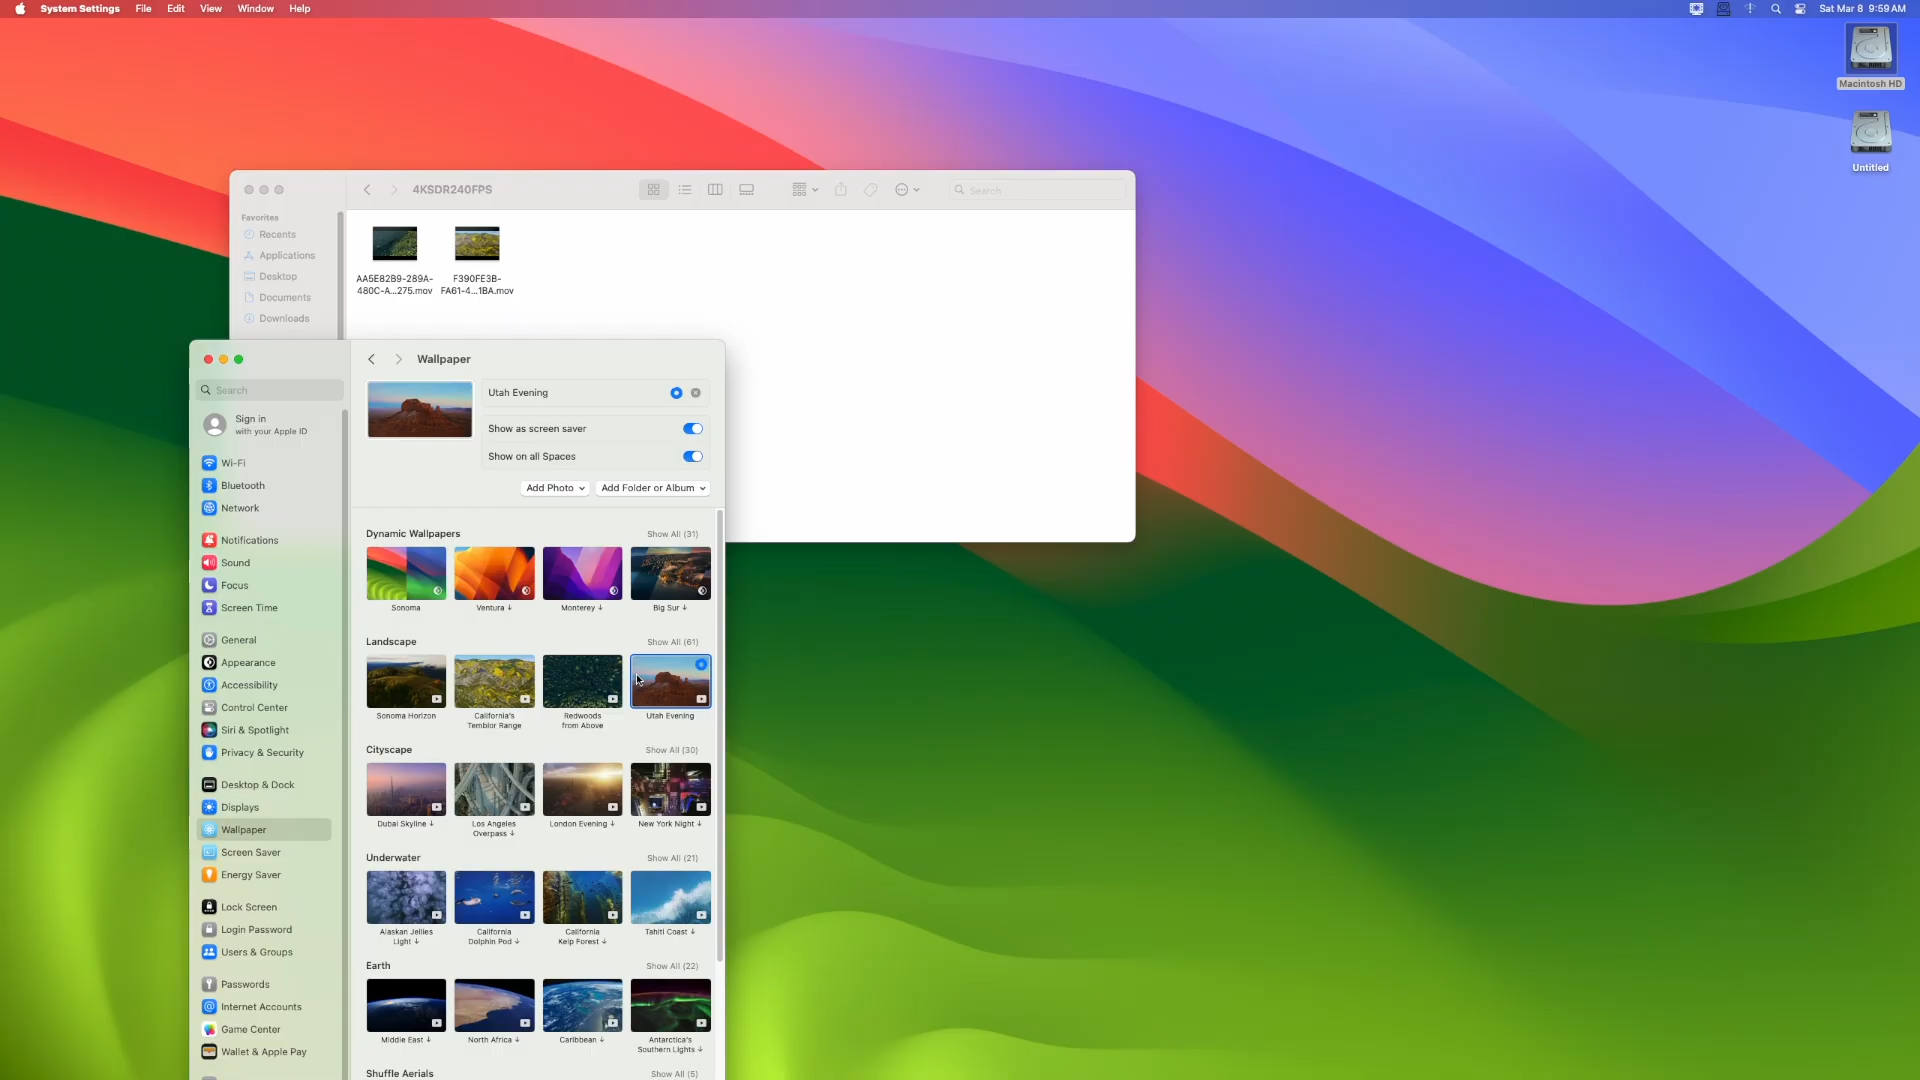 System Settings File Edit View Window Help
Sat Mar 8 9:59 AM
Macintosh HD
Untitled
4KSDR240FPS
Search
Favorites
Recents
Applications
Desktop
Documents
Downloads
AA5E82B9-289A-
480C-A...275.mov
F390FE3B-
FA61-4...1BA.mov
Search
Sign in
with your Apple ID
Wi-Fi
Bluetooth
Network
Notifications
Sound
Focus
Screen Time
General
Appearance
Accessibility
Control Center
Siri & Spotlight
Privacy & Security
Desktop & Dock
Displays
Wallpaper
Screen Saver
Energy Saver
Lock Screen
Login Password
Users & Groups
Passwords
Internet Accounts
Game Center
Wallet & Apple Pay
Wallpaper
Utah Evening
Show as screen saver
Show on all Spaces
Add Photo
Add Folder or Album
Dynamic Wallpapers
Show All (31)
Sonoma
Ventura ↓
Monterey ↓
Big Sur ↓
Landscape
Show All (61)
Sonoma Horizon
California's
Temblor Range
Redwoods
from Above
Utah Evening
Cityscape
Show All (30)
Dubai Skyline ↓
Los Angeles
Overpass ↓
London Evening ↓
New York Night ↓
Underwater
Show All (21)
Alaskan Jellies
Light ↓
California
Dolphin Pod ↓
California
Kelp Forest ↓
Tahiti Coast ↓
Earth
Show All (22)
Middle East ↓
North Africa ↓
Caribbean ↓
Antarctica's
Southern Lights ↓
Shuffle Aerials
Show All (5)